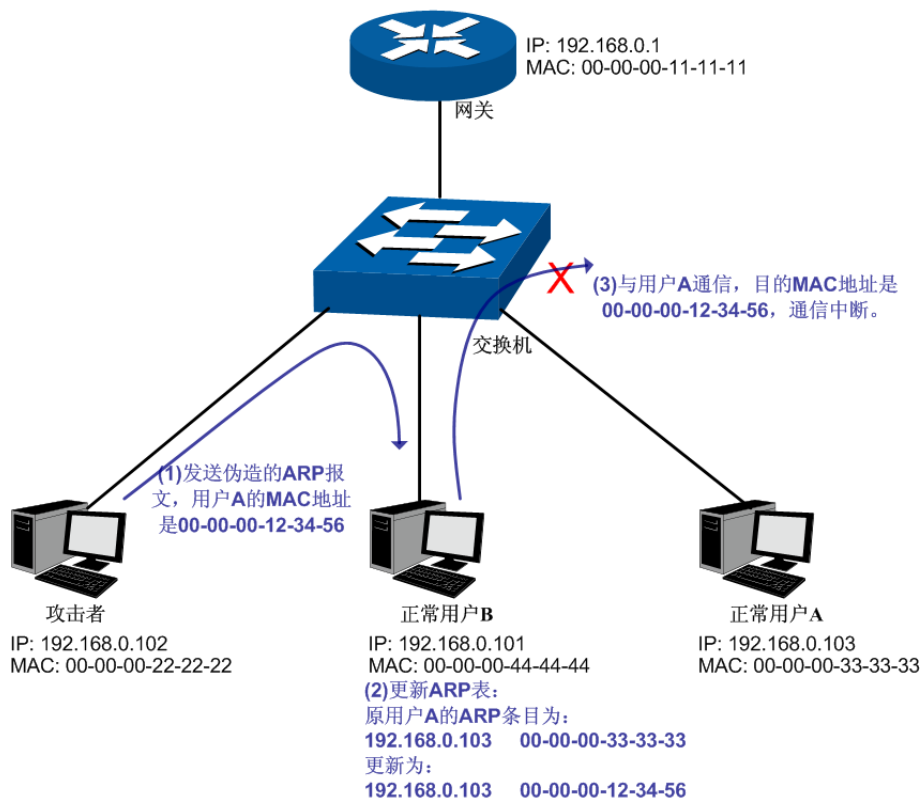 IP: 192.168.0.1
MAC: 00-00-00-11-11-11
网关
(3)与用户A通信，目的MAC地址是
00-00-00-12-34-56，通信中断。
交换机
(1)发送伪造的ARP报
文，用户A的MAC地址
是00-00-00-12-34-56
攻击者
IP: 192.168.0.102
MAC: 00-00-00-22-22-22
正常用户B
IP: 192.168.0.101
MAC: 00-00-00-44-44-44
(2)更新ARP表：
原用户A的ARP条目为：
192.168.0.103 00-00-00-33-33-33
更新为：
192.168.0.103 00-00-00-12-34-56
正常用户A
IP: 192.168.0.103
MAC: 00-00-00-33-33-33